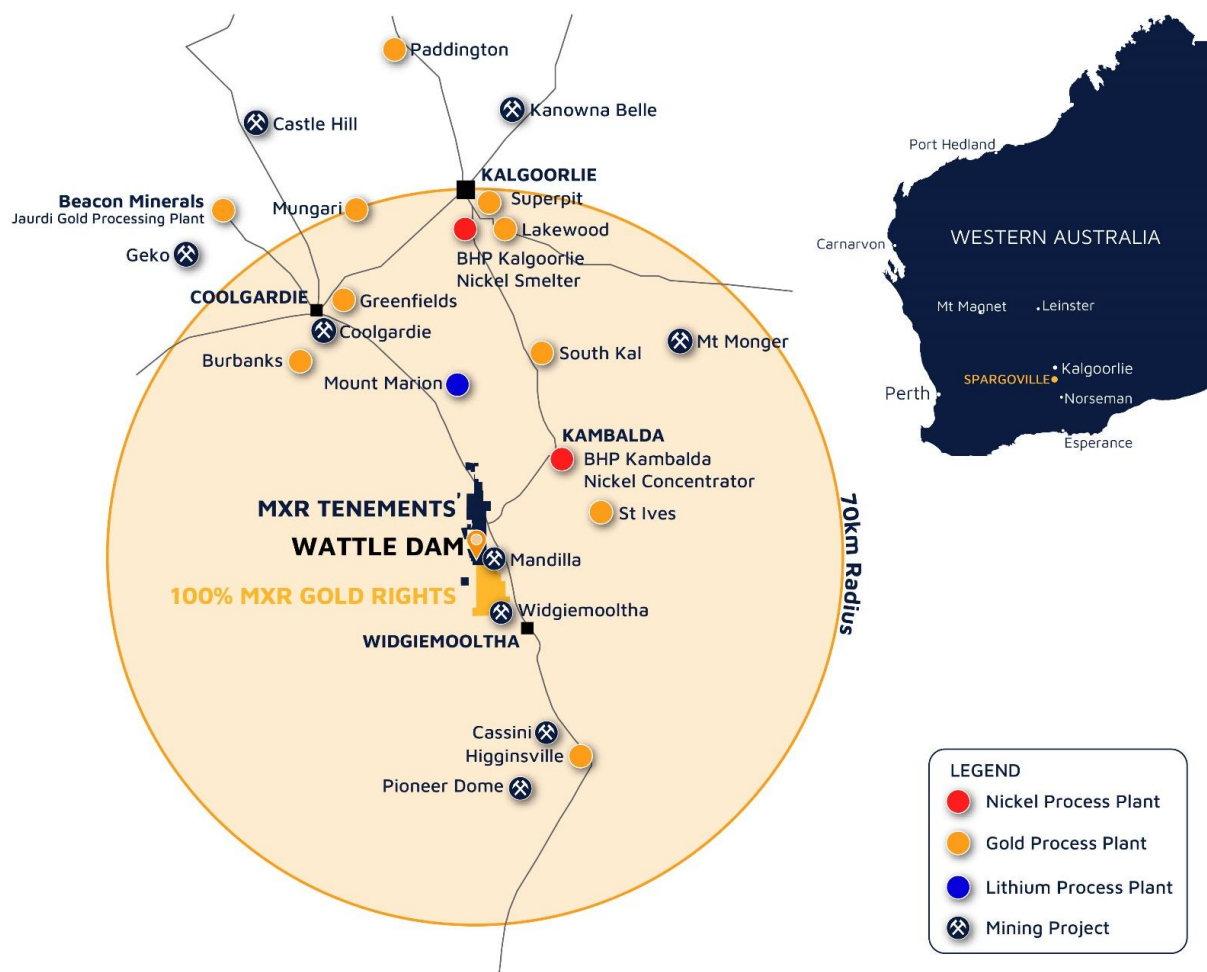 Paddington
Kanowna Belle
Castle Hill
KALGOORLIE
Superpit
Beacon Minerals
Jaurdi Gold Processing Plant
Mungari
Lakewood
Geko
BHP Kalgoorlie
Nickel Smelter
COOLGARDIE
Greenfields
Coolgardie
Burbanks
South Kal
Mt Monger
Mount Marion
KAMBALDA
BHP Kambalda
Nickel Concentrator
MXR TENEMENTS'
St Ives
WATTLE DAM
Mandilla
100% MXR GOLD RIGHTS
Widgiemooltha
WIDGIEMOOLTHA
70km Radius
Cassini
Higginsville
Pioneer Dome
Port Hedland
Carnarvon
WESTERN AUSTRALIA
Mt Magnet
Leinster
Kalgoorlie
SPARGOVILLE
Perth
Norseman
Esperance
LEGEND
Nickel Process Plant
Gold Process Plant
Lithium Process Plant
Mining Project